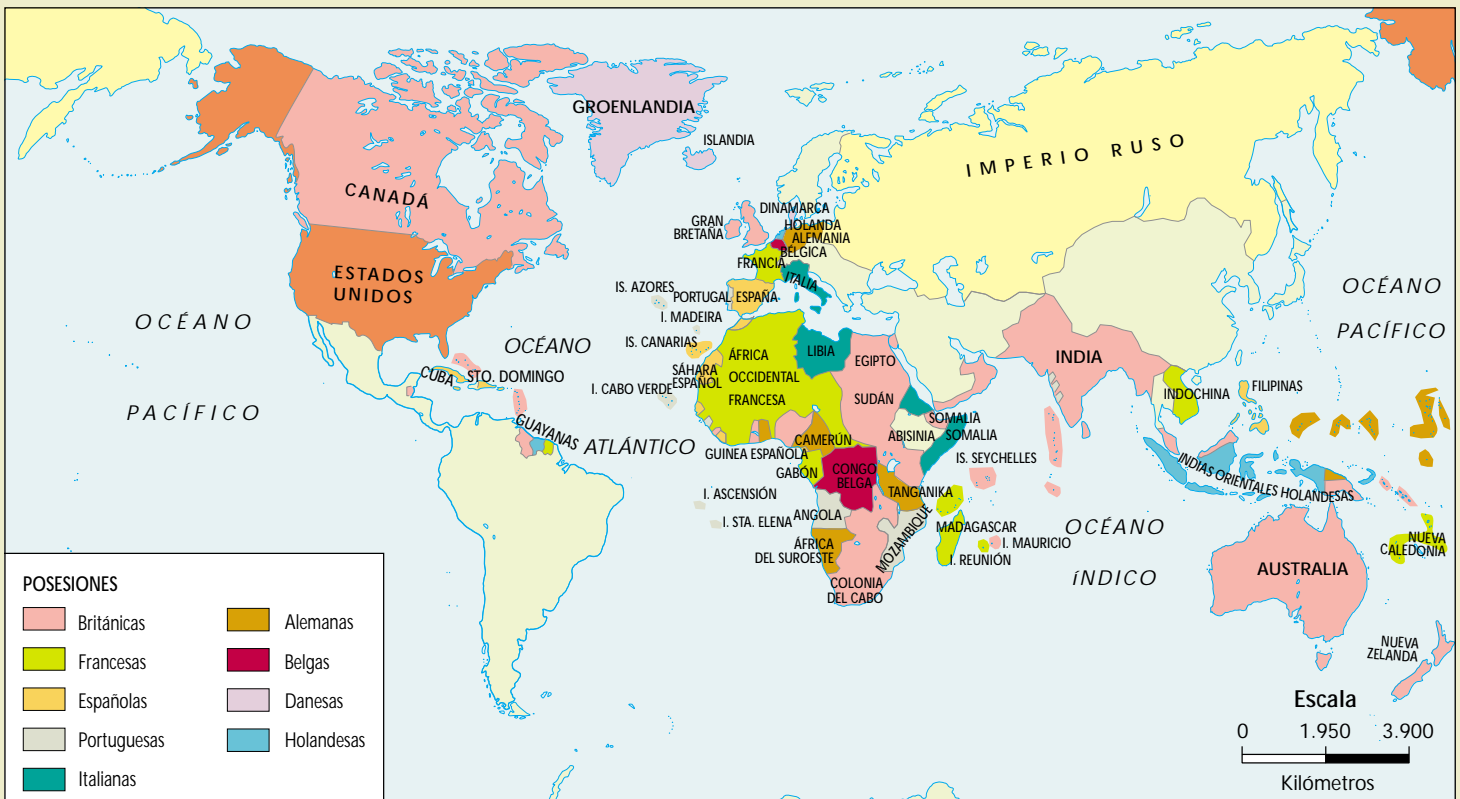 GROENLANDIA
ISLANDIA
IMPERIO RUSO
CANADÁ
DINAMARCA
GRAN
BRETAÑA
HOLANDA
ALEMANIA
BÉLGICA
FRANCIA
ITALIA
ESTADOS
UNIDOS
IS. AZORES
PORTUGAL
ESPAÑA
I. MADEIRA
OCÉANO
PACÍFICO
OCÉANO
ATLÁNTICO
OCÉANO
PACÍFICO
IS. CANARIAS
ÁFRICA
OCCIDENTAL
FRANCESA
LIBIA
EGIPTO
INDIA
CUBA
STO. DOMINGO
SÁHARA
ESPAÑOL
I. CABO VERDE
SUDÁN
INDOCHINA
FILIPINAS
GUAYANAS
SOMALIA
ABISINIA
SOMALIA
CAMERÚN
GUINEA ESPAÑOLA
GABÓN
CONGO
BELGA
IS. SEYCHELLES
INDIAS ORIENTALES HOLANDESAS
TANGANIKA
I. ASCENSIÓN
I. STA. ELENA
ANGOLA
MOZAMBIQUE
MADAGASCAR
I. MAURICIO
I. REUNIÓN
OCÉANO
íNDICO
ÁFRICA
DEL SUROESTE
COLONIA
DEL CABO
NUEVA
CALEDONIA
AUSTRALIA
NUEVA
ZELANDA
POSESIONES
Británicas
Francesas
Españolas
Portuguesas
Italianas
Alemanas
Belgas
Danesas
Holandesas
Escala
0 1.950 3.900
Kilómetros